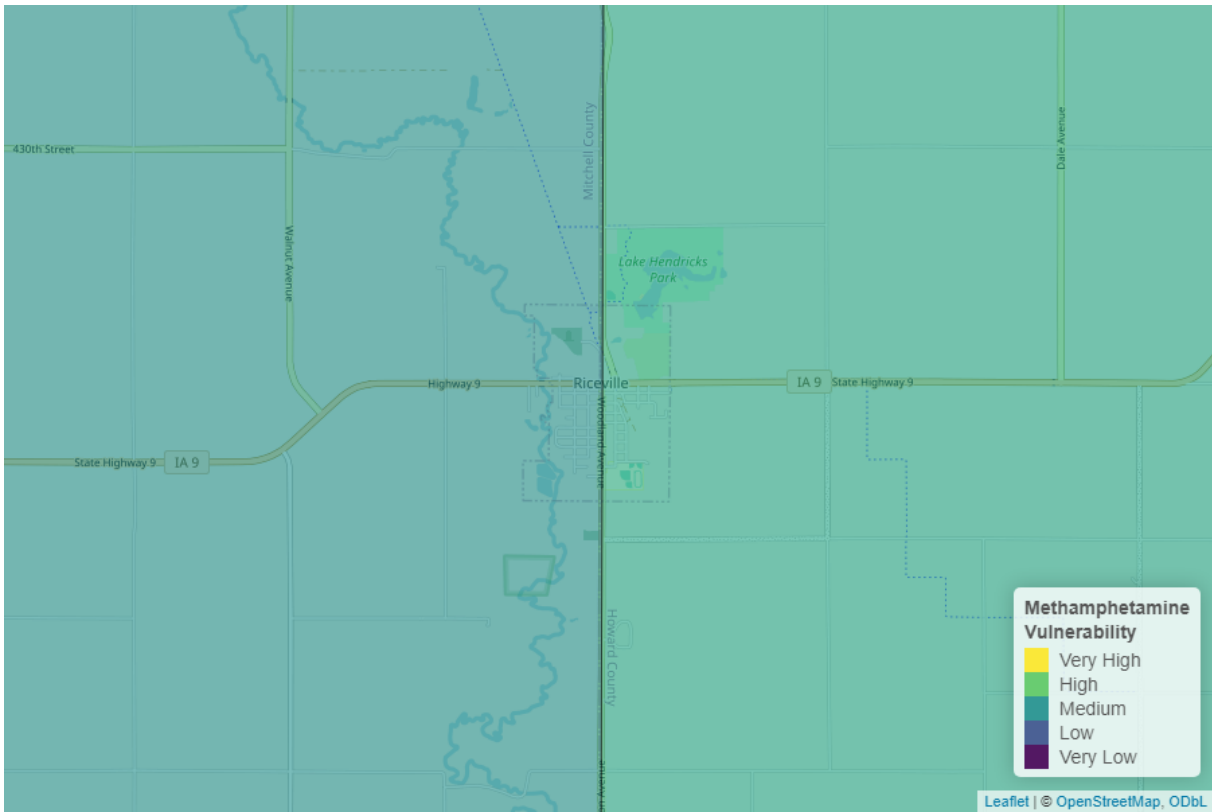 430th Street
Mitchell County
Dale Avenue
Walnut Avenue
Lake Hendricks
Park
Riceville
Highway 9
IA 9
State Highway 9
State Highway 9
IA 9
Woodland Avenue
Howard County
an Avenue
Methamphetamine
Vulnerability
Very High
High
Medium
Low
Very Low
Leaflet | © OpenStreetMap, ODbL